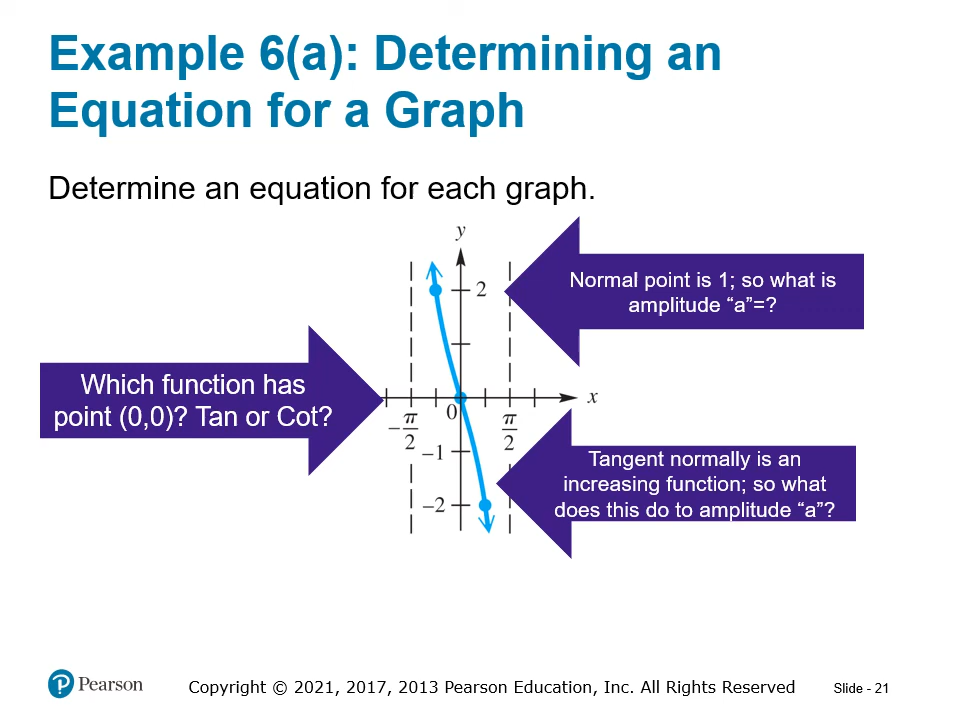 Example 6(a): Determining an
Equation for a Graph
Determine an equation for each graph.
y
2
Normal point is 1; so what is
amplitude “a”=?
Which function has
point (0,0)? Tan or Cot?
0
x
−π/2
π/2
−1
−2
Tangent normally is an
increasing function; so what
does this do to amplitude “a”?
Pearson
Copyright © 2021, 2017, 2013 Pearson Education, Inc. All Rights Reserved
Slide - 21